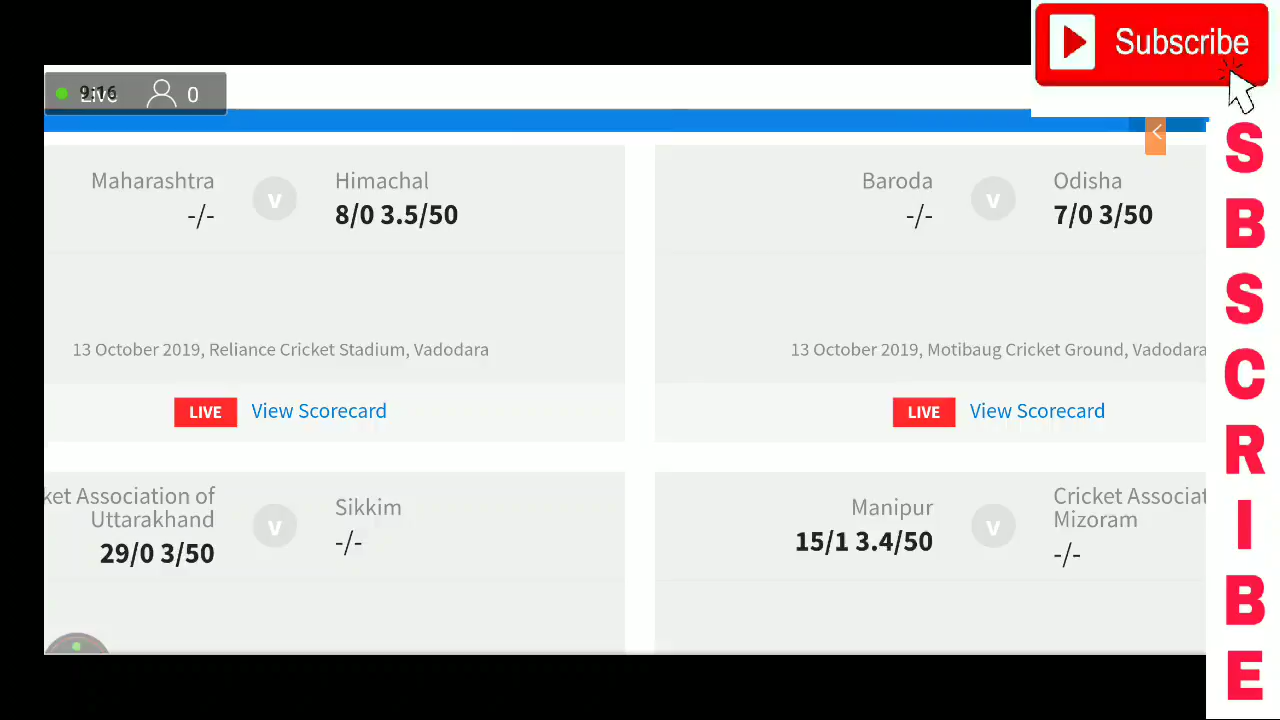 Subscribe
9:16
Live 0
Maharashtra
-/-
v
Himachal
8/0 3.5/50
13 October 2019, Reliance Cricket Stadium, Vadodara
LIVE View Scorecard
Baroda
-/-
v
Odisha
7/0 3/50
13 October 2019, Motibaug Cricket Ground, Vadodara
LIVE View Scorecard
ket Association of
Uttarakhand
29/0 3/50
v
Sikkim
-/-
Manipur
15/1 3.4/50
v
Cricket Associat
Mizoram
-/-
S
B
S
C
R
I
B
E